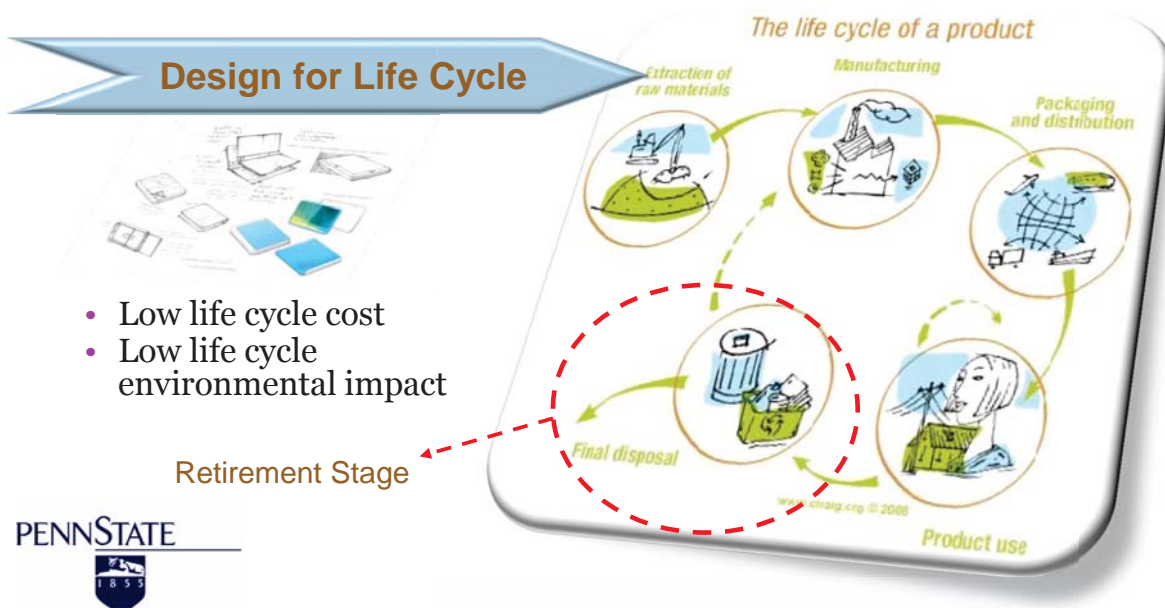 The life cycle of a product
Design for Life Cycle
Extraction of
raw materials
Manufacturing
Packaging
and distribution
• Low life cycle cost
• Low life cycle
environmental impact
Retirement Stage
Final disposal
Product use
PENNSTATE
1855